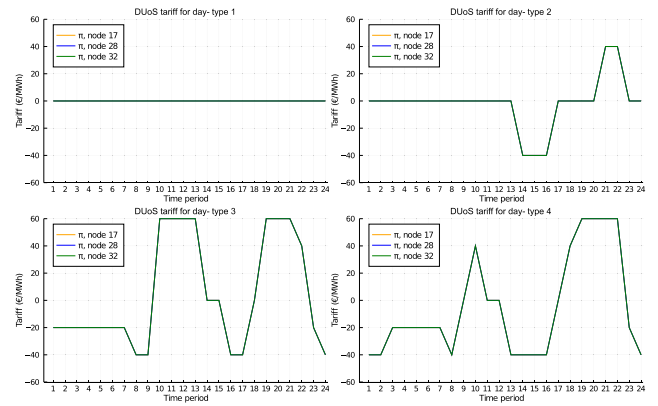 DUoS tariff for day- type 1
Tariff (€/MWh)
60
40
20
0
−20
−40
−60
π, node 17
π, node 28
π, node 32
1 2 3 4 5 6 7 8 9 10 11 12 13 14 15 16 17 18 19 20 21 22 23 24
Time period
DUoS tariff for day- type 2
Tariff (€/MWh)
60
40
20
0
−20
−40
−60
π, node 17
π, node 28
π, node 32
1 2 3 4 5 6 7 8 9 10 11 12 13 14 15 16 17 18 19 20 21 22 23 24
Time period
DUoS tariff for day- type 3
Tariff (€/MWh)
60
40
20
0
−20
−40
−60
π, node 17
π, node 28
π, node 32
1 2 3 4 5 6 7 8 9 10 11 12 13 14 15 16 17 18 19 20 21 22 23 24
Time period
DUoS tariff for day- type 4
Tariff (€/MWh)
60
40
20
0
−20
−40
−60
π, node 17
π, node 28
π, node 32
1 2 3 4 5 6 7 8 9 10 11 12 13 14 15 16 17 18 19 20 21 22 23 24
Time period